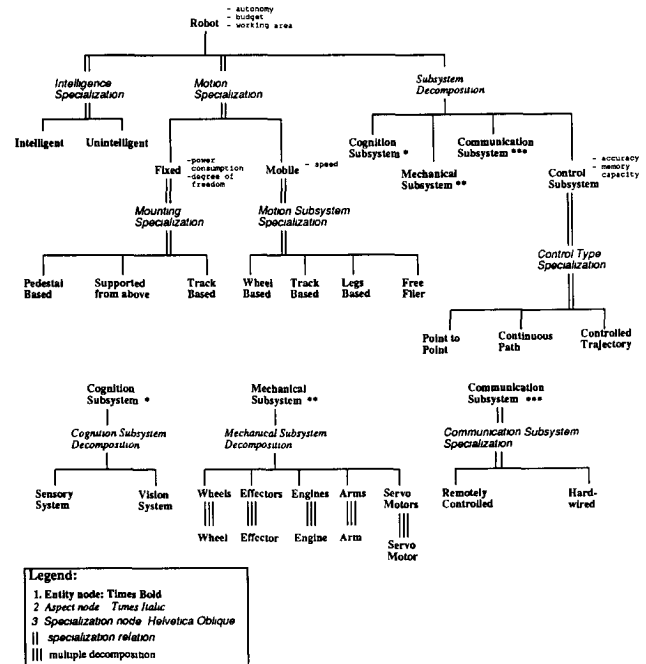 - autonomy
- budget
Robot - working area
Intelligence
Specialization
Motion
Specialization
Subsystem
Decomposition
Intelligent Unintelligent
Fixed
-power
consumption
-degree of
freedom
Mobile - speed
Cognition
Subsystem *
Mechanical
Subsystem **
Communication
Subsystem ***
Control
Subsystem
- accuracy
- memory
capacity
Mounting
Specialization
Motion Subsystem
Specialization
Control Type
Specialization
Pedestal
Based
Supported
from above
Track
Based
Wheel
Based
Track
Based
Legs
Based
Free
Flier
Point to
Point
Continuous
Path
Controlled
Trajectory
Cognition
Subsystem *
Cognition Subsystem
Decomposition
Sensory
System
Vision
System
Mechanical
Subsystem **
Mechanical Subsystem
Decomposition
Wheels Effectors Engines Arms Servo
Motors
Wheel Effector Engine Arm
Servo
Motor
Communication
Subsystem ***
Communication Subsystem
Specialization
Remotely
Controlled
Hard-
wired
Legend:
1. Entity node: Times Bold
2 Aspect node Times Italic
3 Specialization node Helvetica Oblique
|| specialization relation
||| multiple decomposition